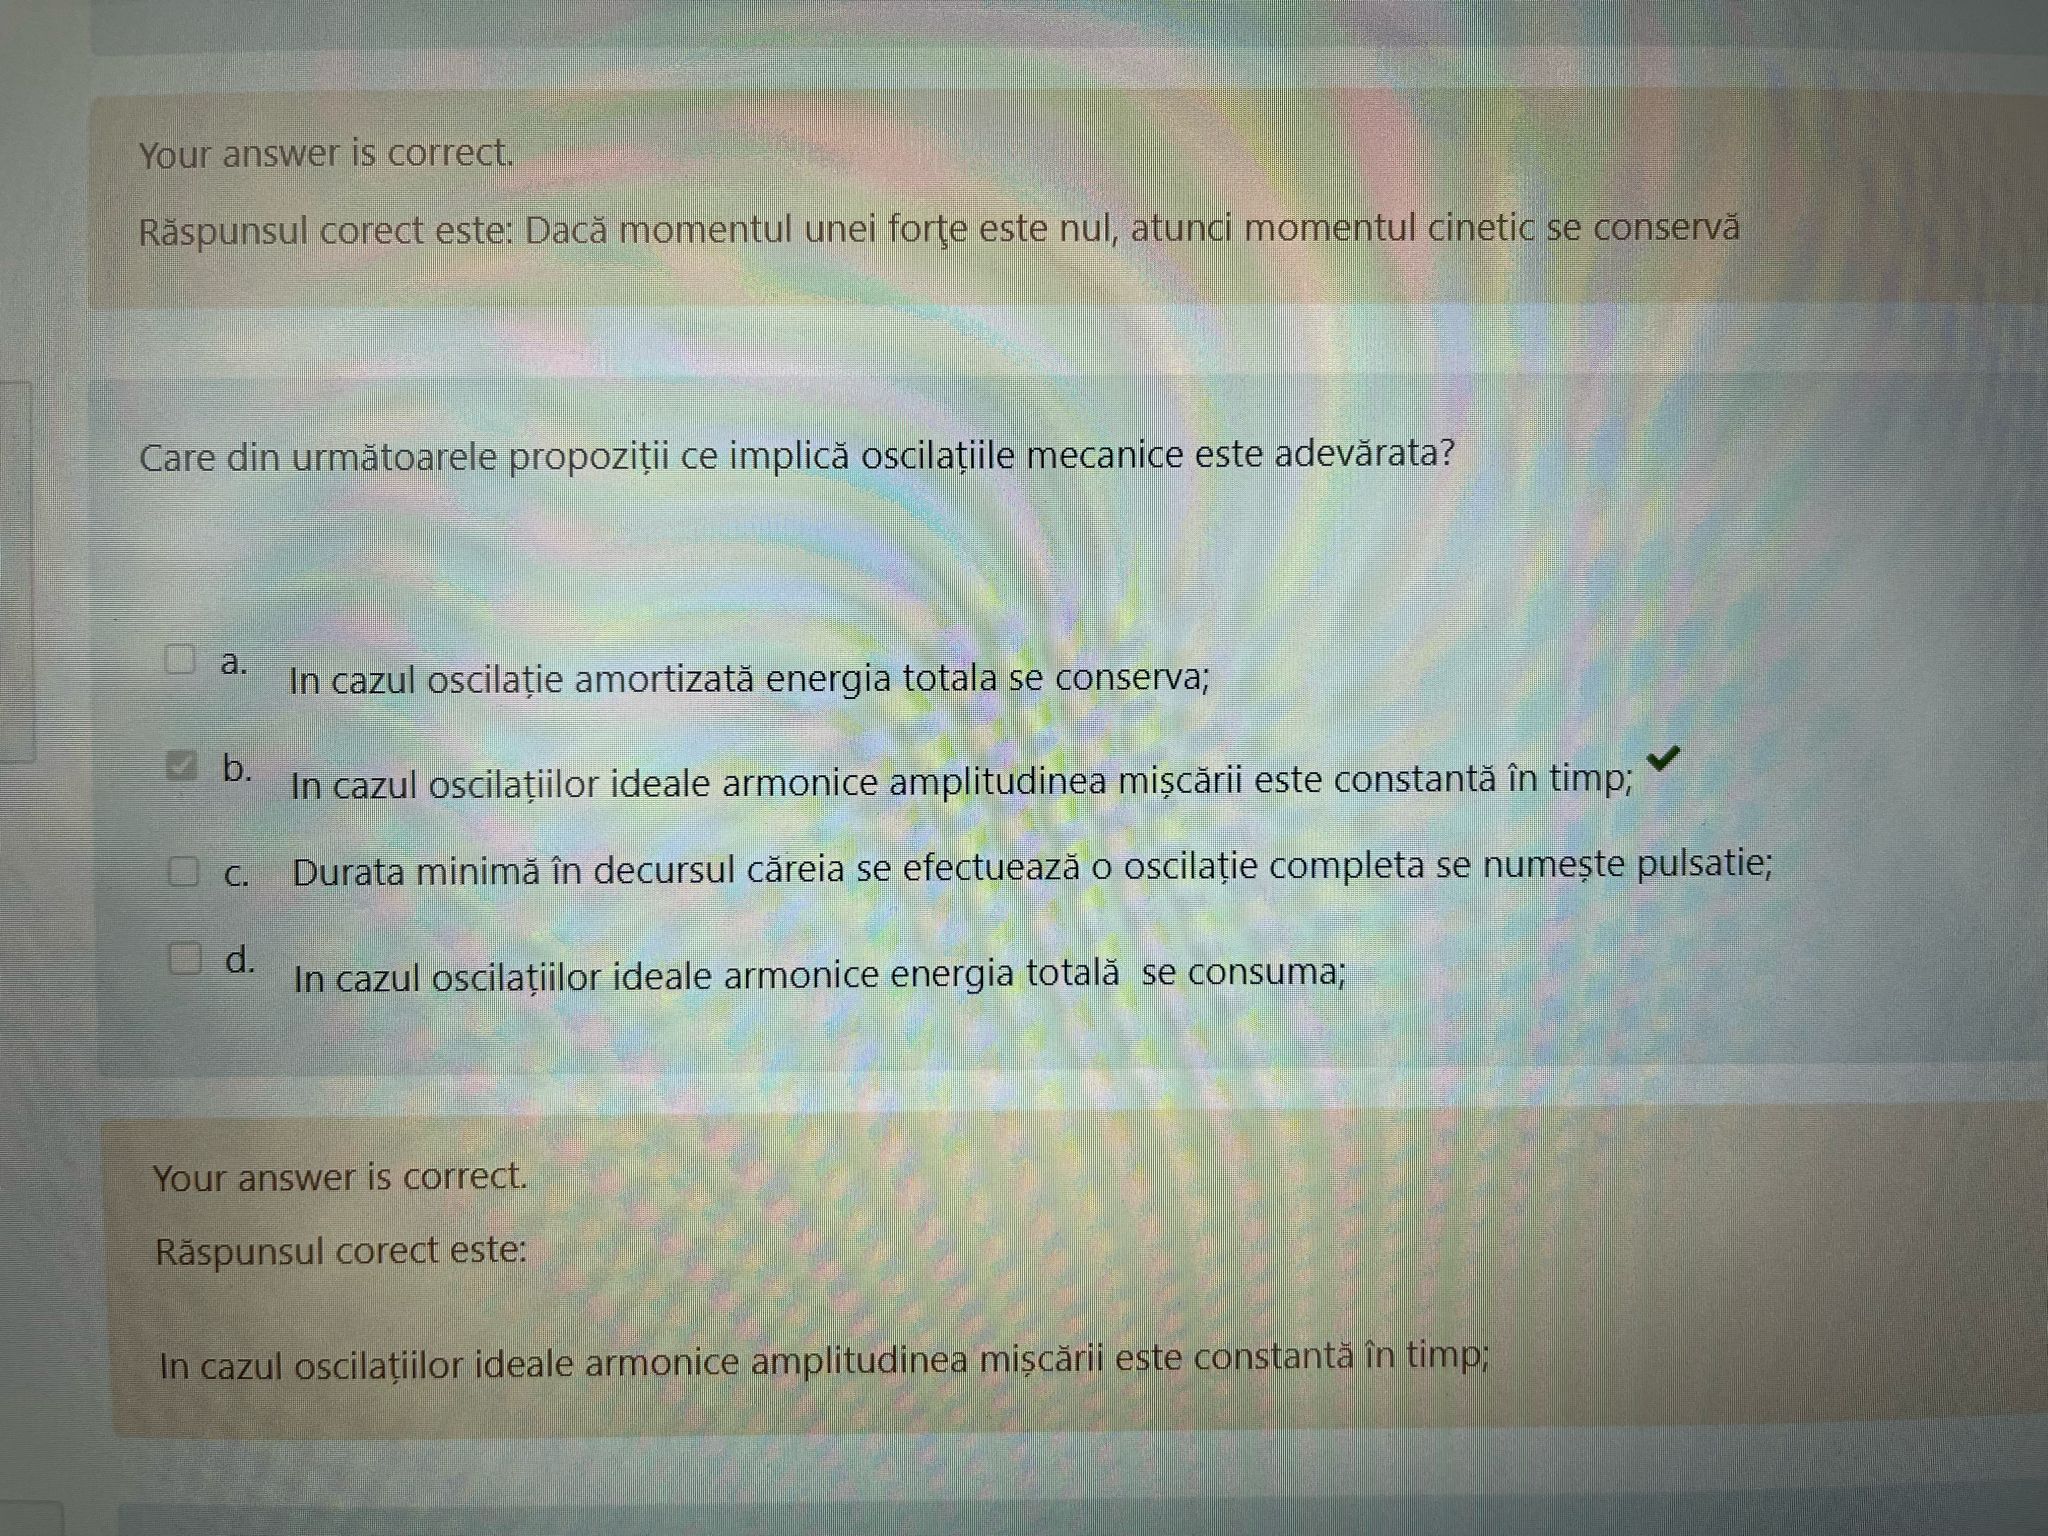 Your answer is correct.
Răspunsul corect este: Dacă momentul unei forţe este nul, atunci momentul cinetic se conservă
Care din următoarele propoziții ce implică oscilațiile mecanice este adevărata?
a. In cazul oscilație amortizată energia totala se conserva;
b. In cazul oscilațiilor ideale armonice amplitudinea mișcării este constantă în timp;
c. Durata minimă în decursul căreia se efectuează o oscilație completa se numește pulsatie;
d. In cazul oscilațiilor ideale armonice energia totală se consuma;
Your answer is correct.
Răspunsul corect este:
In cazul oscilațiilor ideale armonice amplitudinea mișcării este constantă în timp;